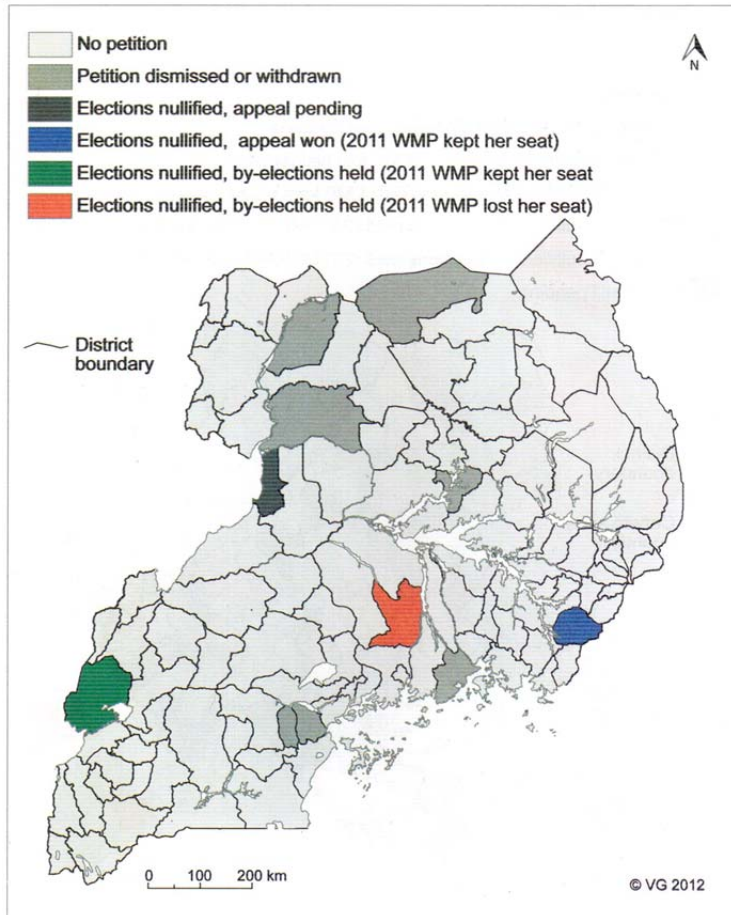 No petition
N
Petition dismissed or withdrawn
Elections nullified, appeal pending
Elections nullified, appeal won (2011 WMP kept her seat)
Elections nullified, by-elections held (2011 WMP kept her seat
Elections nullified, by-elections held (2011 WMP lost her seat)
District
boundary
0 100 200 km
© VG 2012